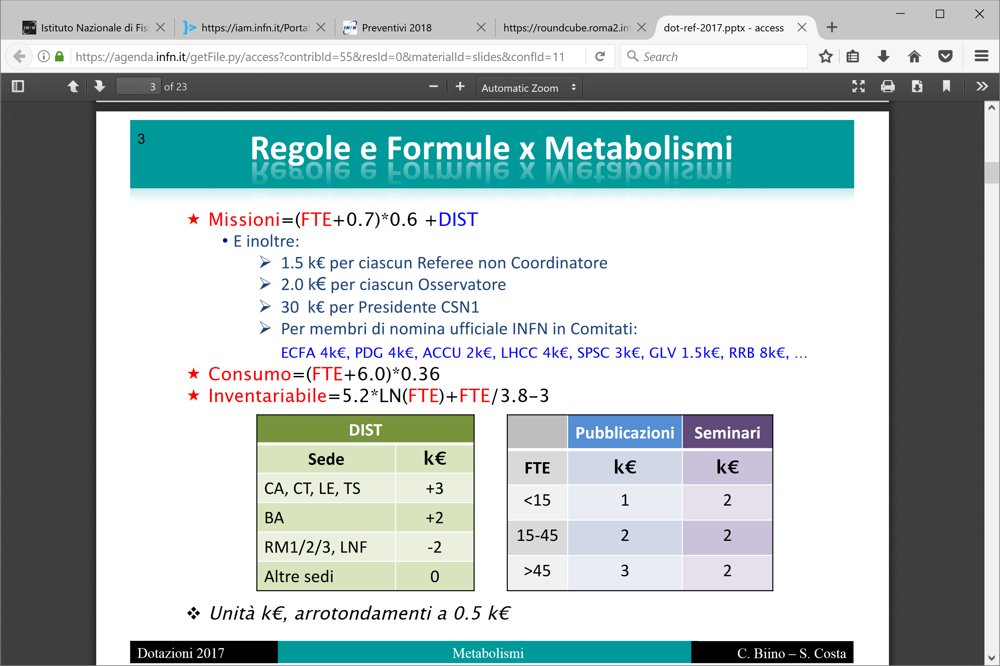 Istituto Nazionale di Fisi
https://iam.infn.it/Portal
Preventivi 2018
https://roundcube.roma2.inf
dot-ref-2017.pptx - access
https://agenda.infn.it/getFile.py/access?contribId=55&resId=0&materialId=slides&confId=11
Search
3 of 23
Automatic Zoom
3
Regole e Formule x Metabolismi
★ Missioni=(FTE+0.7)*0.6 +DIST
• E inoltre:
➢ 1.5 k€ per ciascun Referee non Coordinatore
➢ 2.0 k€ per ciascun Osservatore
➢ 30 k€ per Presidente CSN1
➢ Per membri di nomina ufficiale INFN in Comitati:
ECFA 4k€, PDG 4k€, ACCU 2k€, LHCC 4k€, SPSC 3k€, GLV 1.5k€, RRB 8k€, …
★ Consumo=(FTE+6.0)*0.36
★ Inventariabile=5.2*LN(FTE)+FTE/3.8-3
DIST
Sede k€
CA, CT, LE, TS +3
BA +2
RM1/2/3, LNF -2
Altre sedi 0
Pubblicazioni Seminari
FTE k€ k€
<15 1 2
15-45 2 2
>45 3 2
❖ Unità k€, arrotondamenti a 0.5 k€
Dotazioni 2017 Metabolismi C. Biino – S. Costa